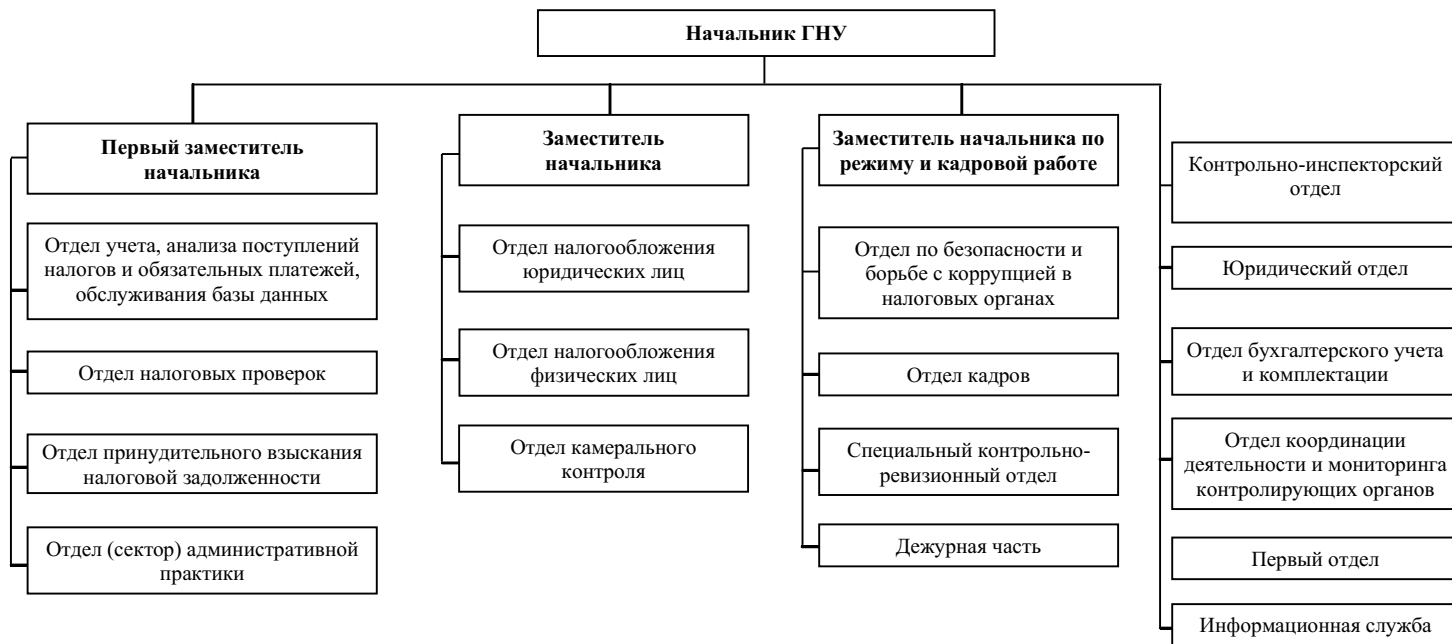 Начальник ГНУ
Первый заместитель
начальника
Отдел учета, анализа поступлений
налогов и обязательных платежей,
обслуживания базы данных
Отдел налоговых проверок
Отдел принудительного взыскания
налоговой задолженности
Отдел (сектор) административной
практики
Заместитель
начальника
Отдел налогообложения
юридических лиц
Отдел налогообложения
физических лиц
Отдел камерального
контроля
Заместитель начальника по
режиму и кадровой работе
Отдел по безопасности и
борьбе с коррупцией в
налоговых органах
Отдел кадров
Специальный контрольно-
ревизионный отдел
Дежурная часть
Контрольно-инспекторский
отдел
Юридический отдел
Отдел бухгалтерского учета
и комплектации
Отдел координации
деятельности и мониторинга
контролирующих органов
Первый отдел
Информационная служба